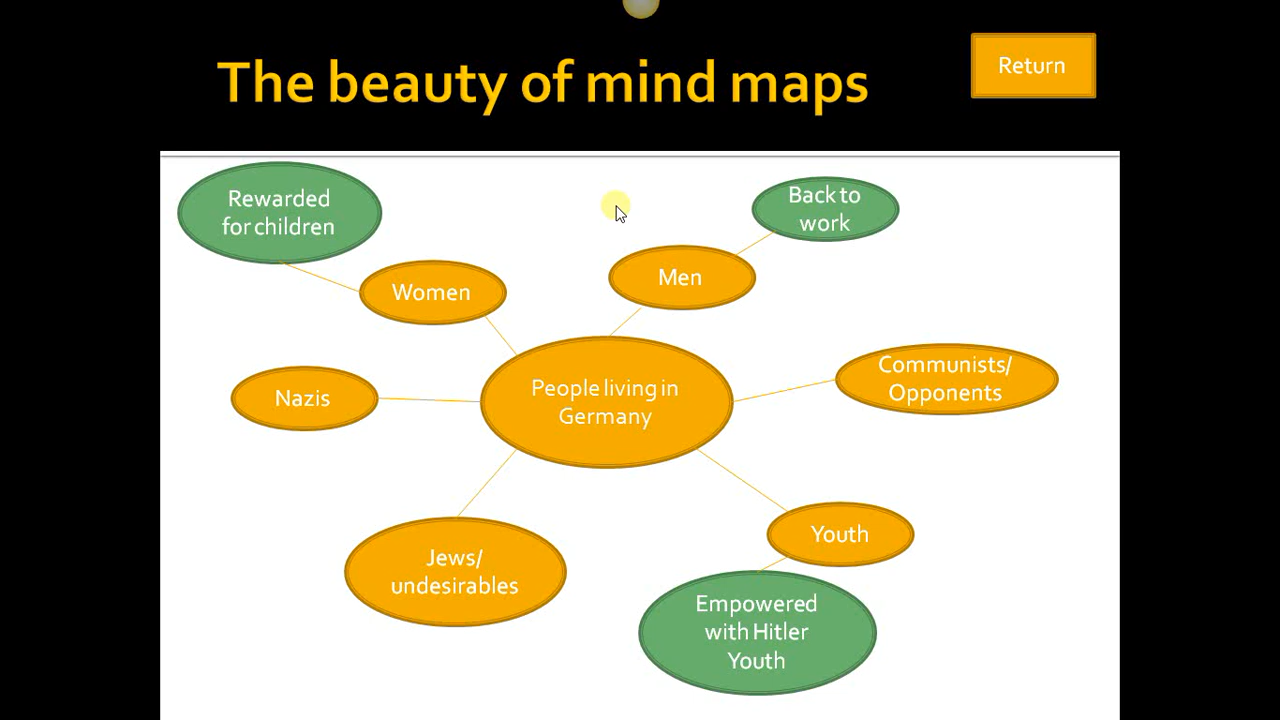 The beauty of mind maps
Return
Rewarded
for children
Back to
work
Women
Men
Communists/
Opponents
Nazis
People living in
Germany
Youth
Jews/
undesirables
Empowered
with Hitler
Youth